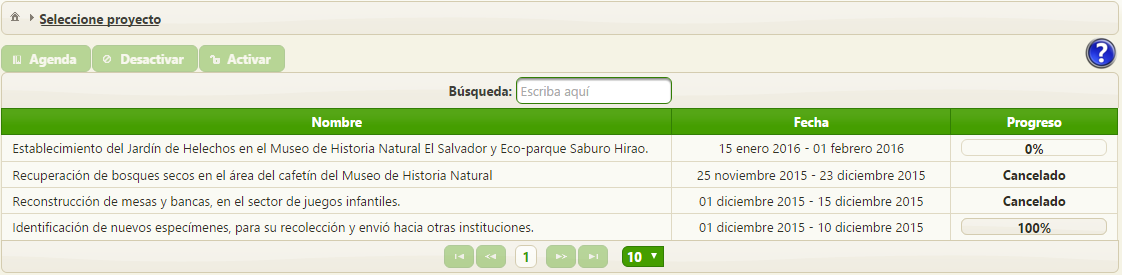 Seleccione proyecto
Agenda Desactivar Activar ?
Búsqueda: Escriba aquí
Nombre Fecha Progreso
Establecimiento del Jardín de Helechos en el Museo de Historia Natural El Salvador y Eco-parque Saburo Hirao. 15 enero 2016 - 01 febrero 2016 0%
Recuperación de bosques secos en el área del cafetín del Museo de Historia Natural 25 noviembre 2015 - 23 diciembre 2015 Cancelado
Reconstrucción de mesas y bancas, en el sector de juegos infantiles. 01 diciembre 2015 - 15 diciembre 2015 Cancelado
Identificación de nuevos especímenes, para su recolección y envió hacia otras instituciones. 01 diciembre 2015 - 10 diciembre 2015 100%
1 10